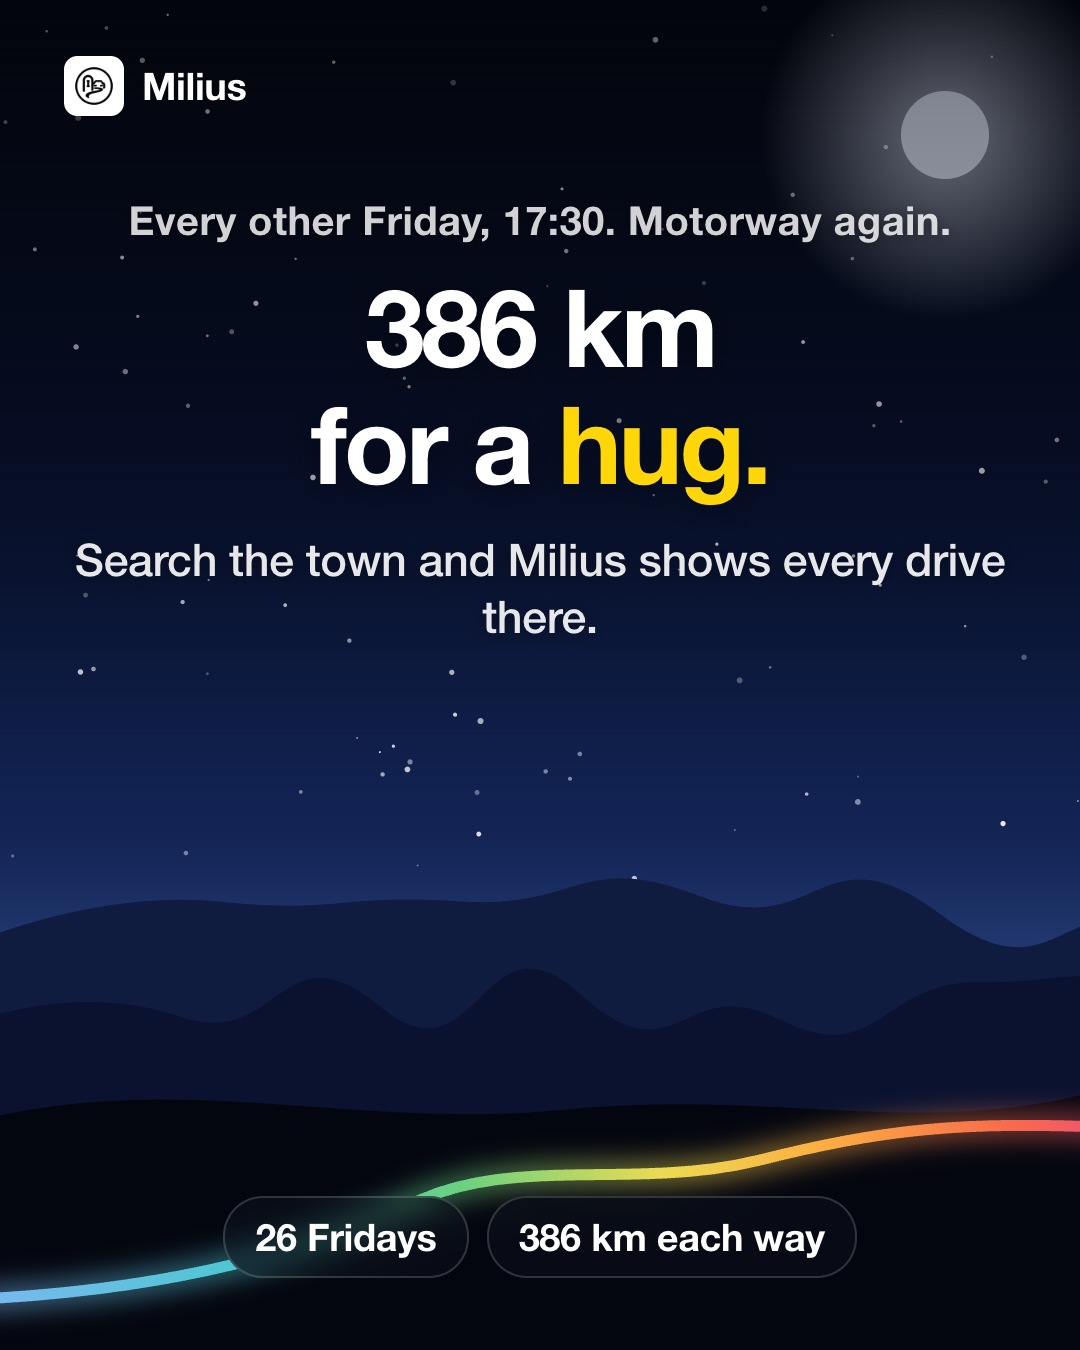 Milius
Every other Friday, 17:30. Motorway again.
386 km
for a hug.
Search the town and Milius shows every drive
there.
26 Fridays
386 km each way